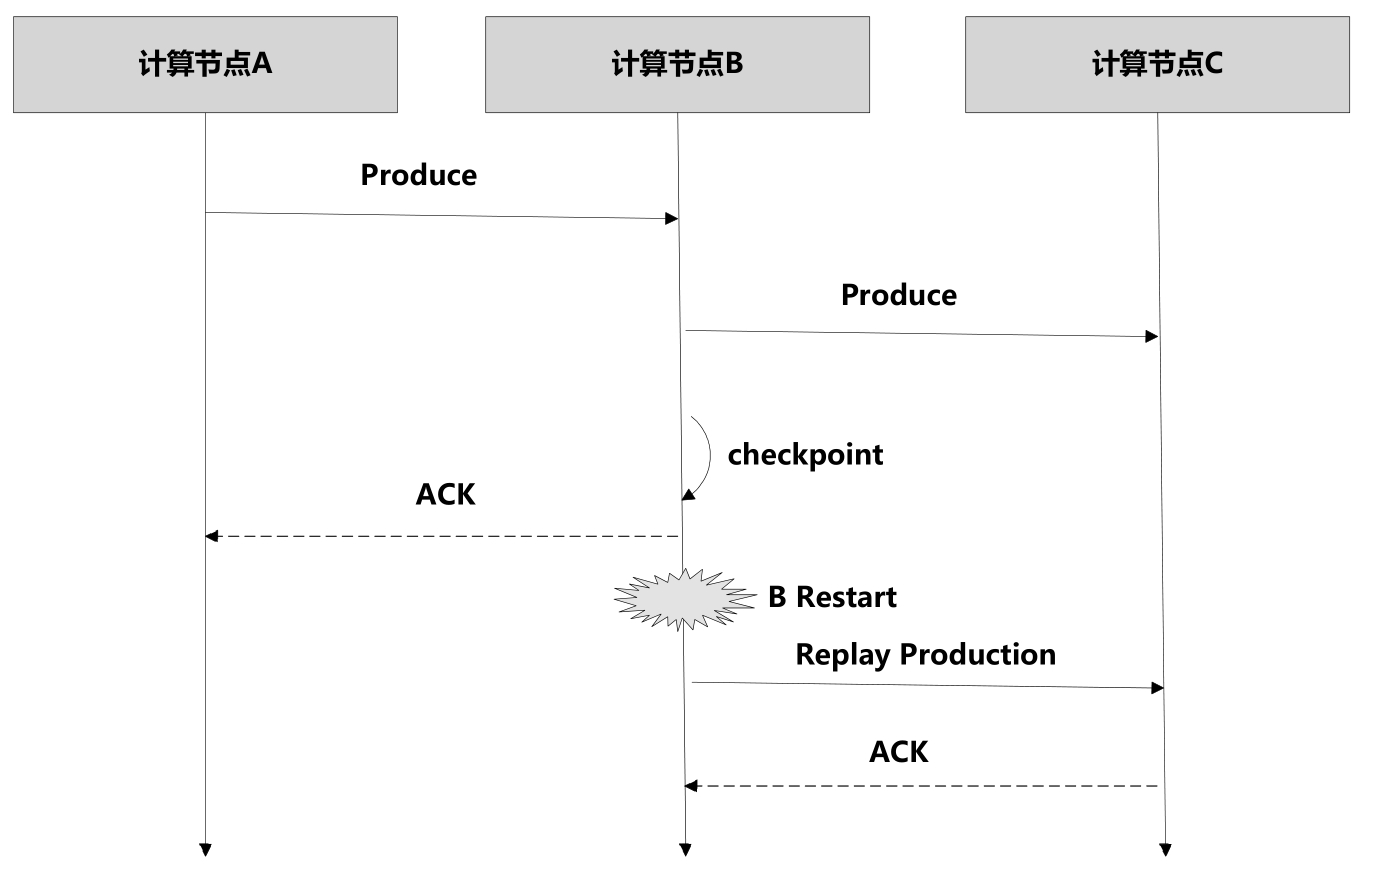 计算节点A
计算节点B
计算节点C
Produce
Produce
checkpoint
ACK
B Restart
Replay Production
ACK